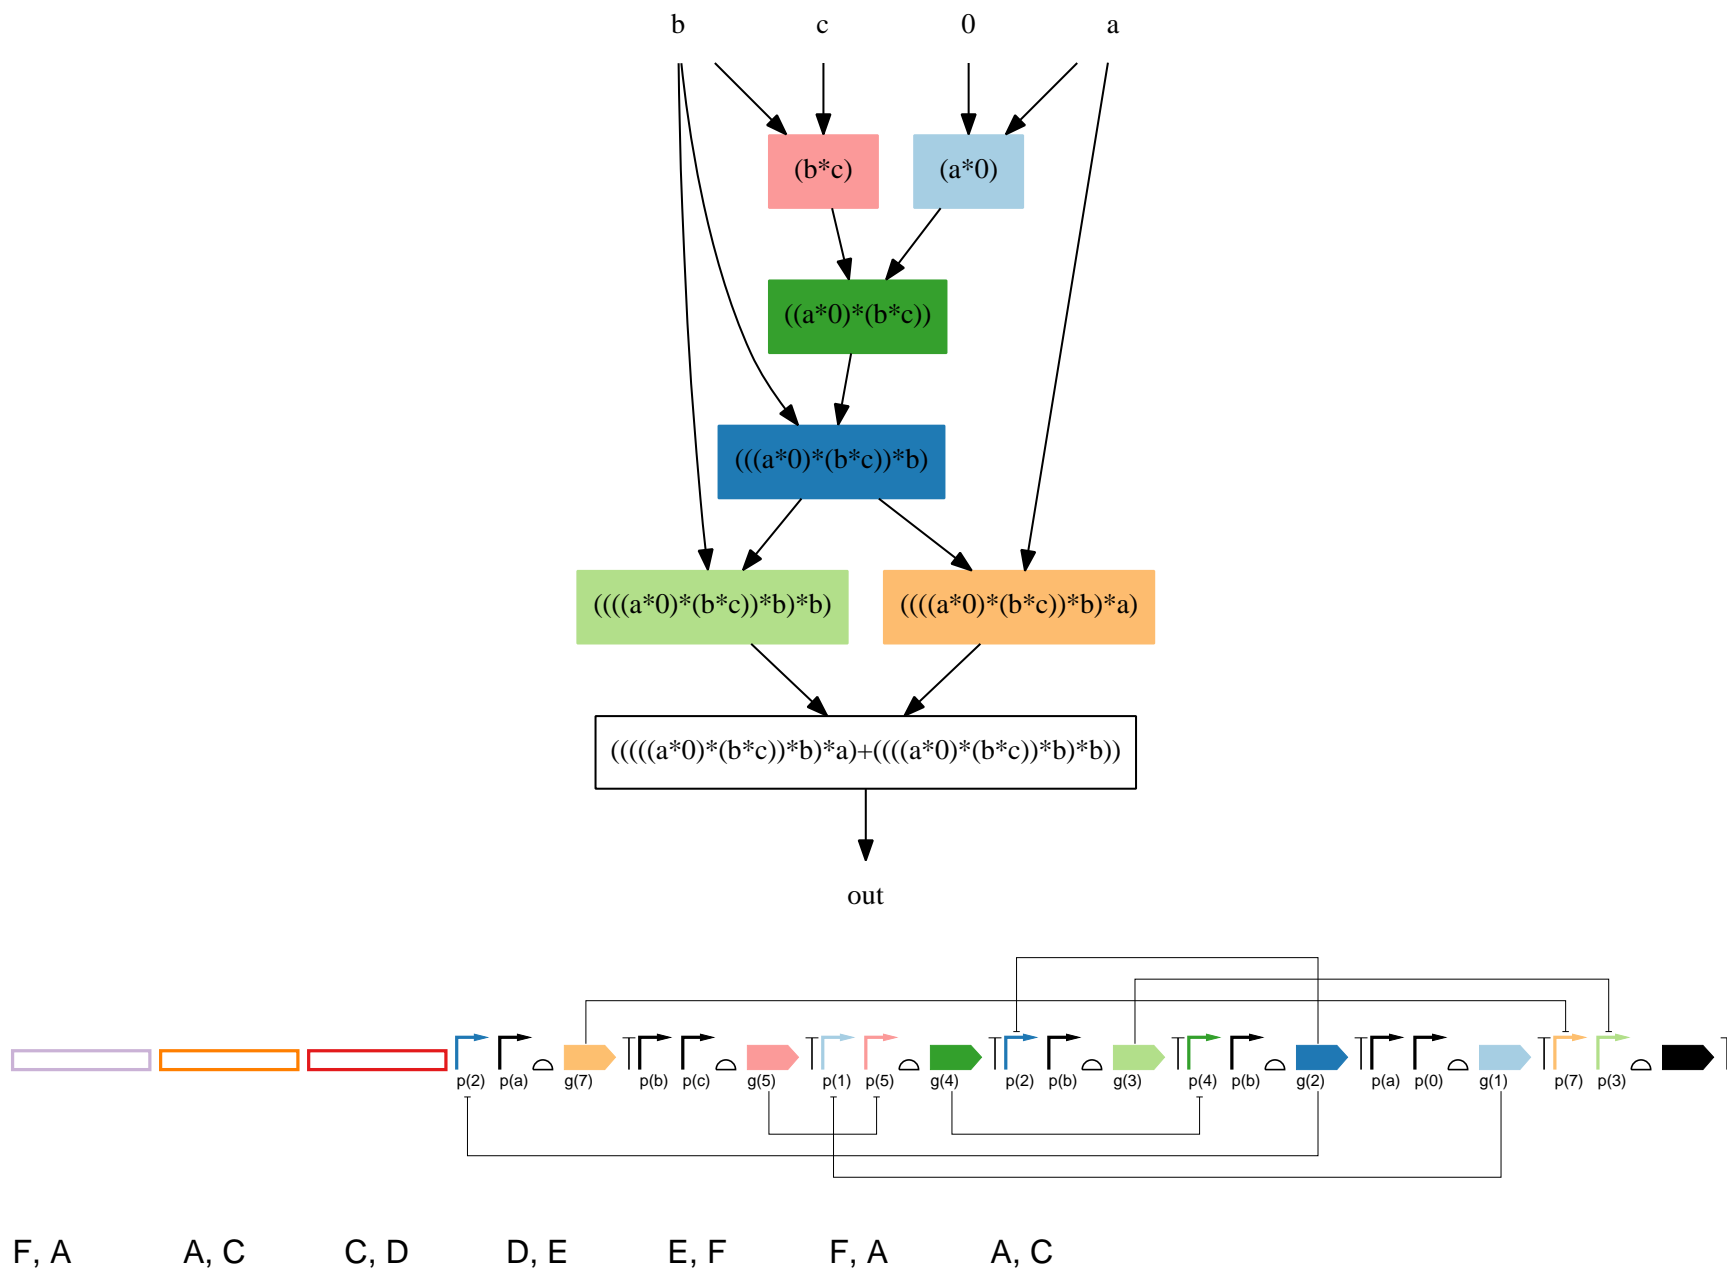 b c 0 a
(b*c) (a*0)
((a*0)*(b*c))
(((a*0)*(b*c))*b)
((((a*0)*(b*c))*b)*b) ((((a*0)*(b*c))*b)*a)
(((((a*0)*(b*c))*b)*a)+((((a*0)*(b*c))*b)*b))
out
p(2) p(a) g(7) p(b) p(c) g(5) p(1) p(5) g(4) p(2) p(b) g(3) p(4) p(b) g(2) p(a) p(0) g(1) p(7) p(3)
F, A A, C C, D D, E E, F F, A A, C